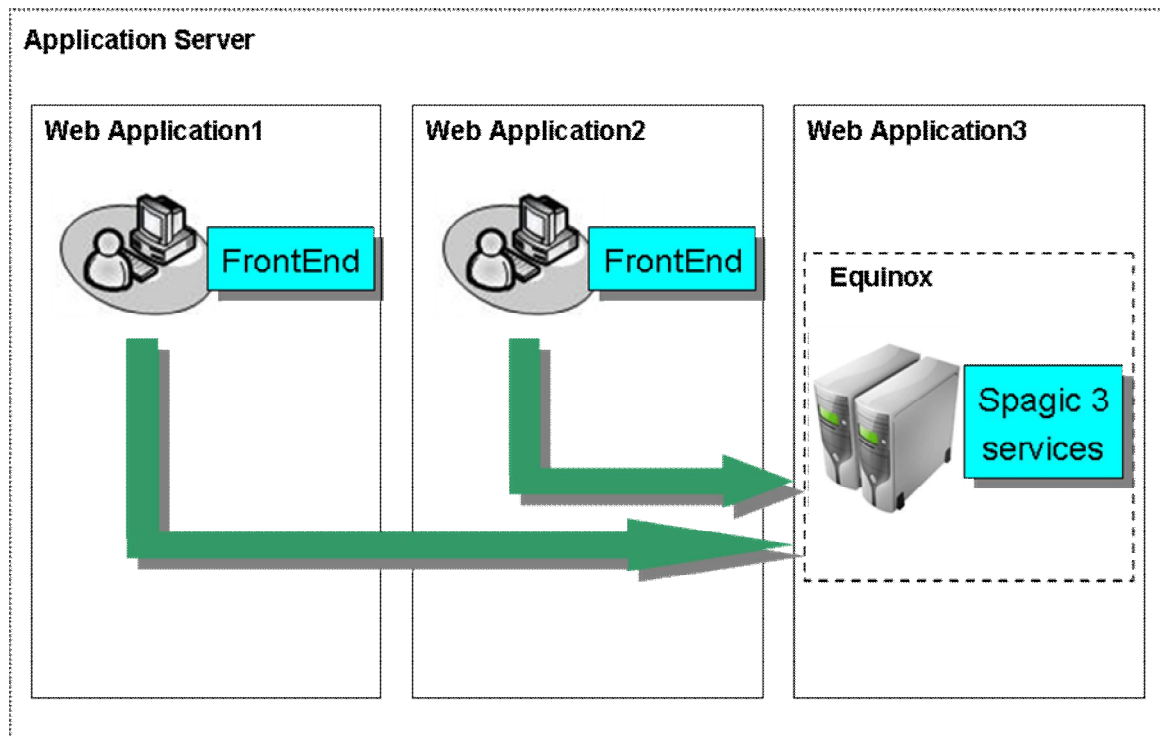 Application Server
Web Application1
Web Application2
Web Application3
FrontEnd
FrontEnd
Equinox
Spagic 3
services